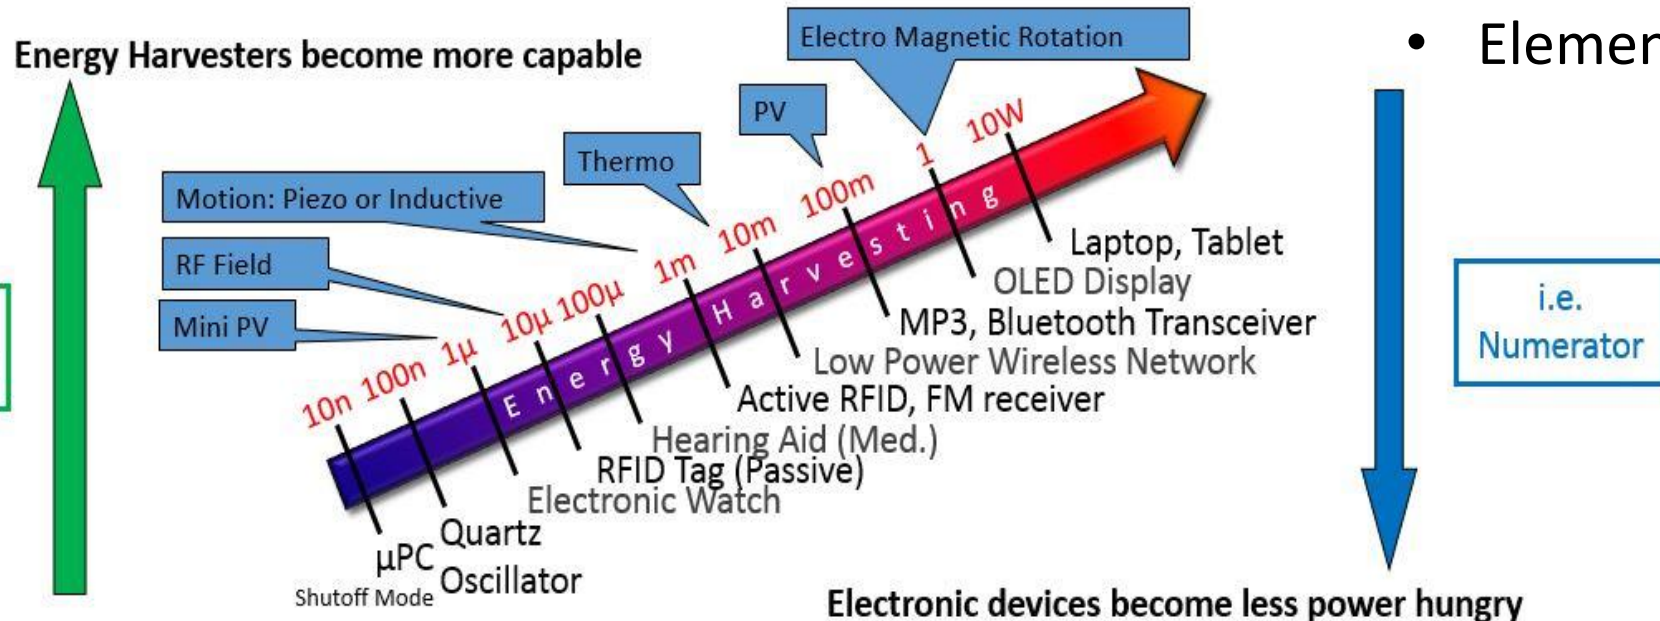 Energy Harvesters become more capable
• Elemen
Electro Magnetic Rotation
PV
Thermo
Motion: Piezo or Inductive
RF Field
Mini PV
10n
100n
1µ
10µ
100µ
1m
10m
100m
1
10W
Energy Harvesting
Laptop, Tablet
OLED Display
MP3, Bluetooth Transceiver
Low Power Wireless Network
Active RFID, FM receiver
Hearing Aid (Med.)
RFID Tag (Passive)
Electronic Watch
Quartz
Oscillator
µPC
Shutoff Mode
i.e.
Numerator
Electronic devices become less power hungry